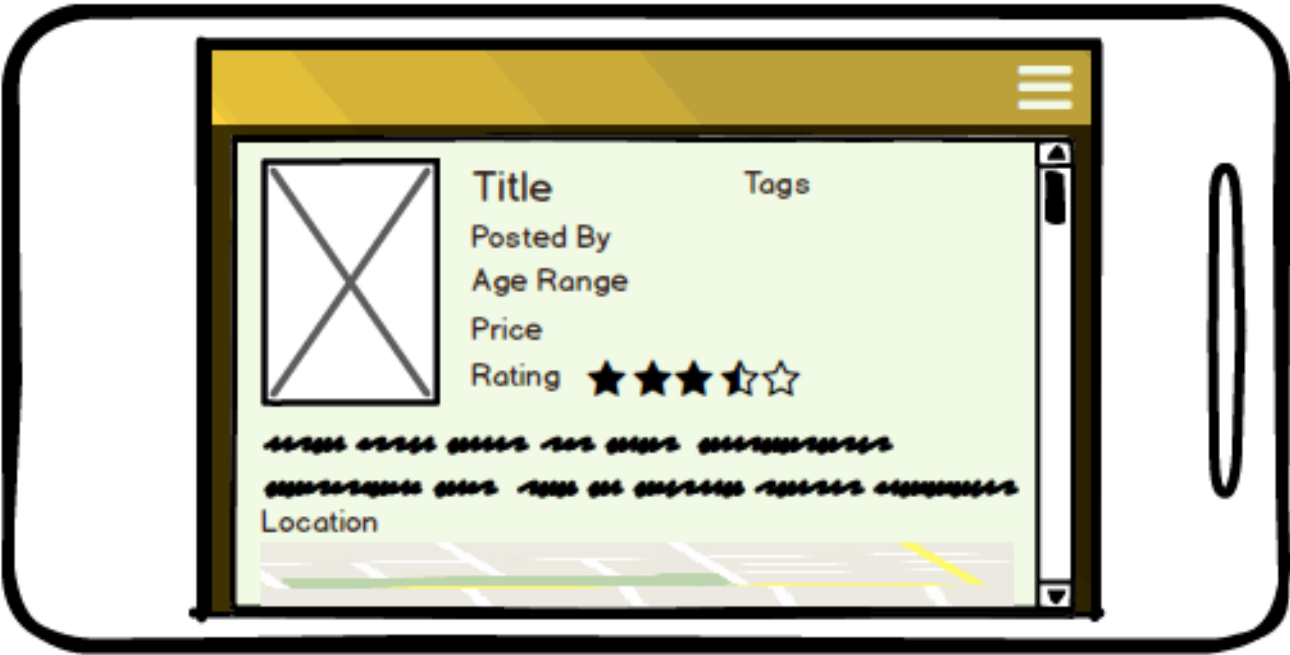 Title
Tags
Posted By
Age Range
Price
Rating
Location